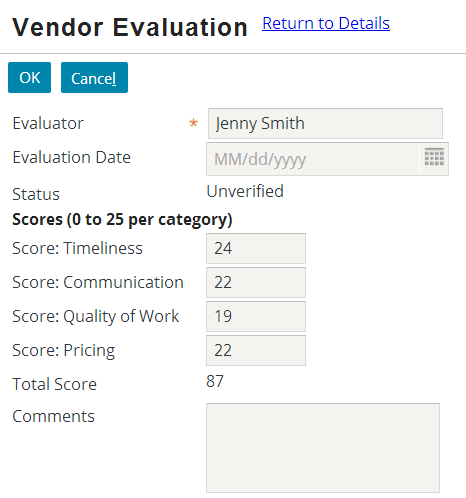 Vendor Evaluation Return to Details
OK Cancel
Evaluator * Jenny Smith
Evaluation Date MM/dd/yyyy
Status Unverified
Scores (0 to 25 per category)
Score: Timeliness 24
Score: Communication 22
Score: Quality of Work 19
Score: Pricing 22
Total Score 87
Comments